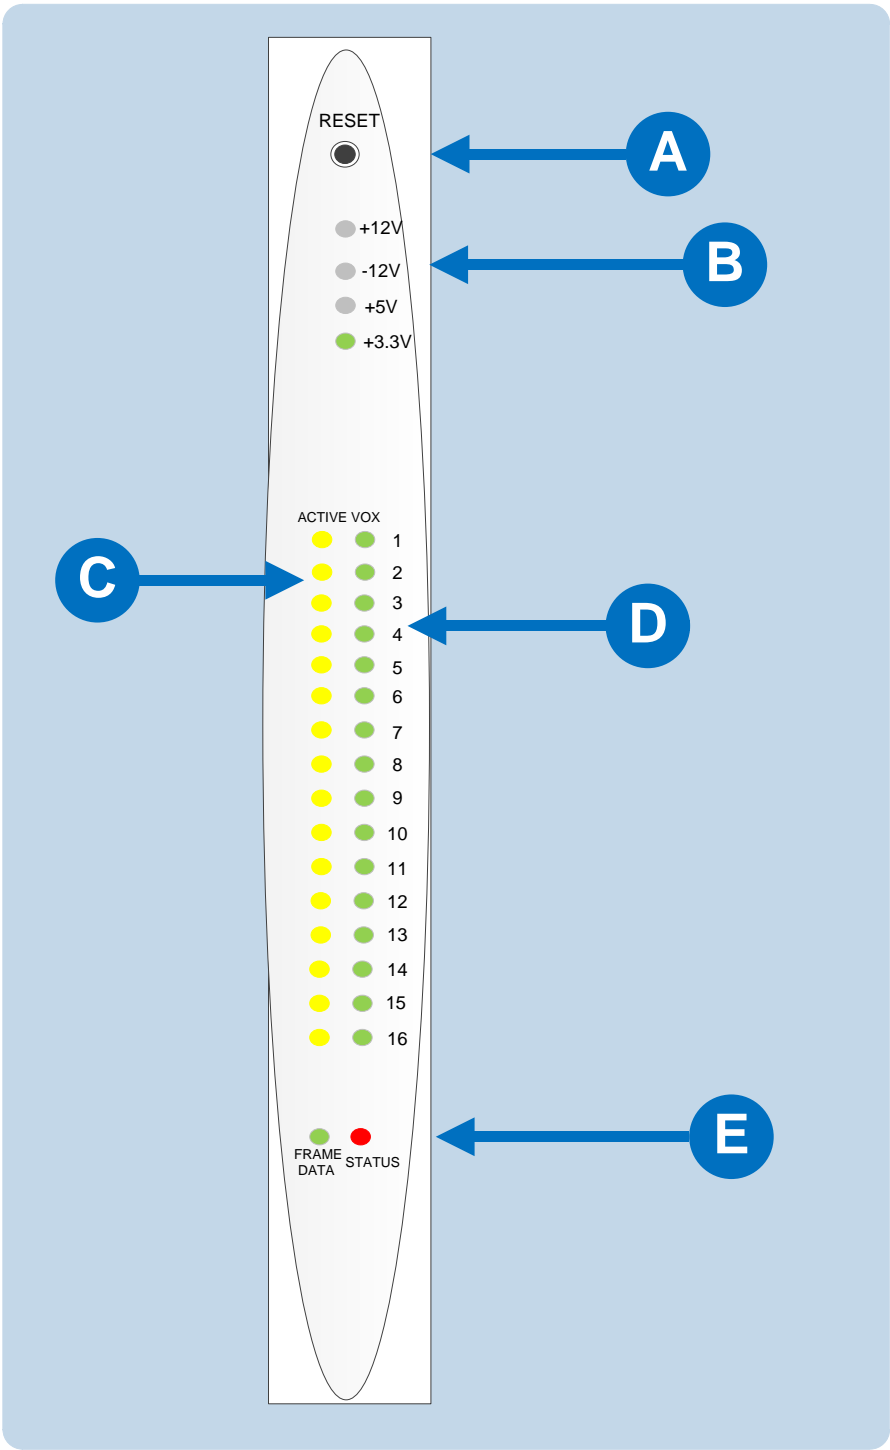 RESET
A
+12V
B
-12V
+5V
+3.3V
ACTIVE VOX
1
C
2
3
D
4
5
6
7
8
9
10
11
12
13
14
15
16
E
FRAME
DATA
STATUS